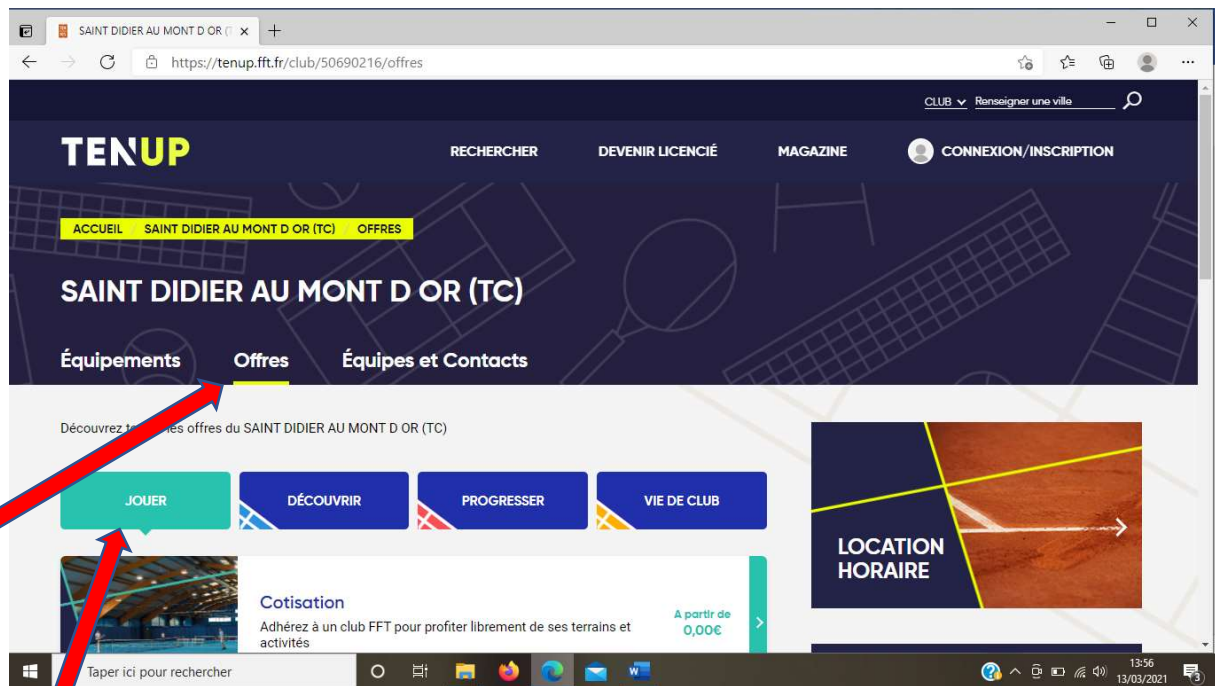 SAINT DIDIER AU MONT D OR (T
https://tenup.fft.fr/club/50690216/offres
CLUB Renseigner une ville
TENUP
RECHERCHER DEVENIR LICENCIÉ MAGAZINE CONNEXION/INSCRIPTION
ACCUEIL / SAINT DIDIER AU MONT D OR (TC) / OFFRES
SAINT DIDIER AU MONT D OR (TC)
Équipements Offres Équipes et Contacts
Découvrez les offres du SAINT DIDIER AU MONT D OR (TC)
JOUER DÉCOUVRIR PROGRESSER VIE DE CLUB
LOCATION
HORAIRE
Cotisation
Adhérez à un club FFT pour profiter librement de ses terrains et
activités
A partir de
0,00€
Taper ici pour rechercher
13:56
13/03/2021
3